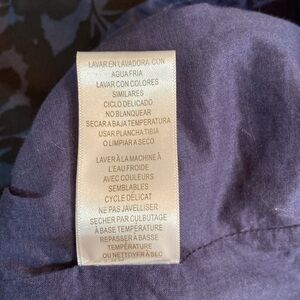 LAVAR EN LAVADORA CON
AGUA FRIA
LAVAR CON COLORES
SIMILARES
CICLO DELICADO
NO BLANQUEAR
SECAR A BAJA TEMPERATURA
USAR PLANCHA TIBIA
O LIMPIAR A SECO
LAVER À LA MACHINE À
L'EAU FROIDE
AVEC COULEURS
SEMBLABLES
CYCLE DÉLICAT
NE PAS JAVELLISER
SECHER PAR CULBUTAGE
À BASE TEMPÉRATURE
REPASSER À BASSE
TEMPÉRATURE
OU NETTOYER À SEC